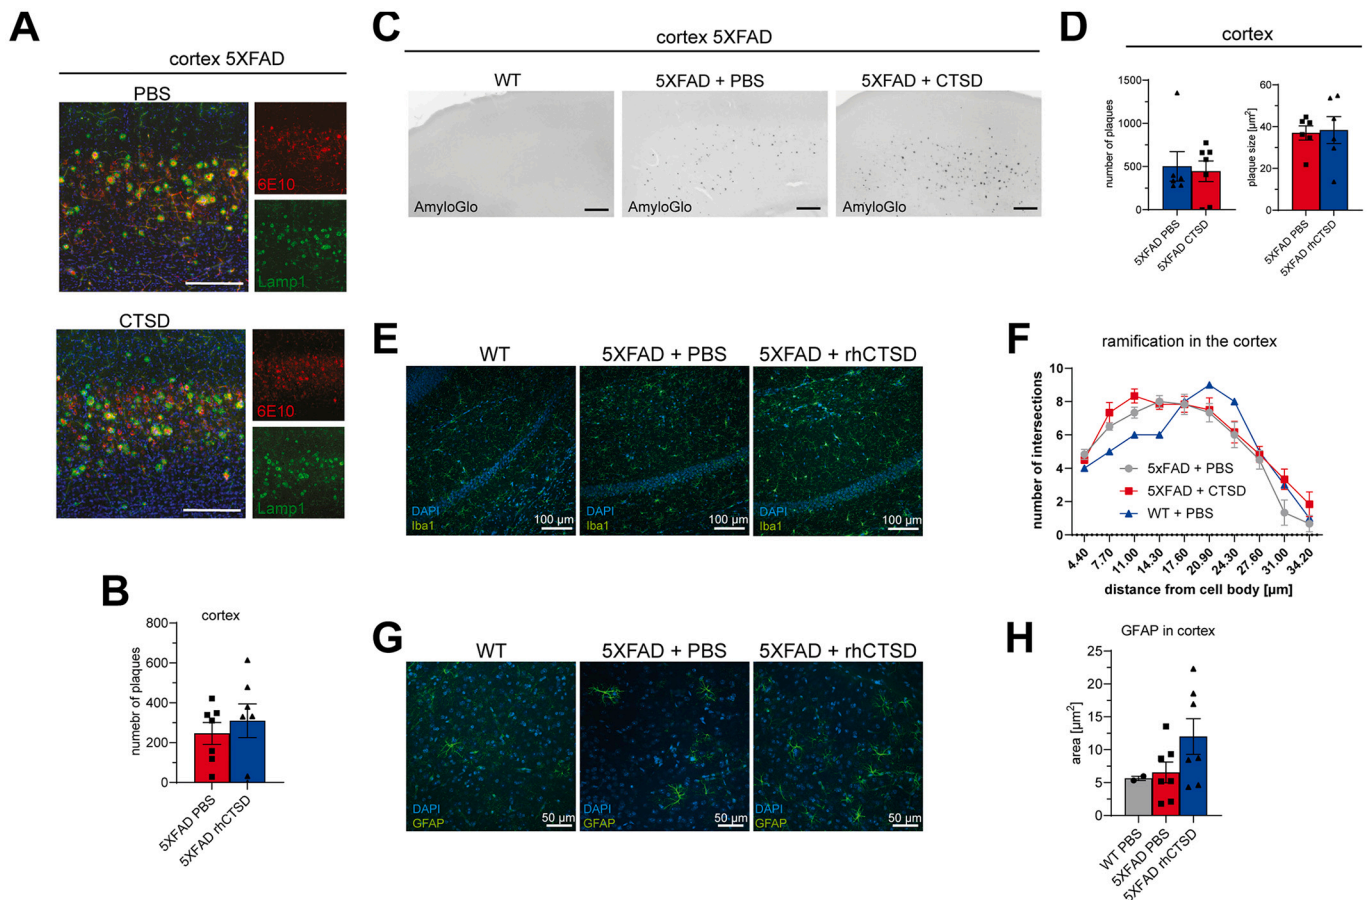 A
cortex 5XFAD
PBS
6E10
Lamp1
CTSD
6E10
Lamp1
B
cortex
numebr of plaques
800
600
400
200
0
5XFAD PBS
5XFAD rhCTSD
C
cortex 5XFAD
WT
5XFAD + PBS
5XFAD + CTSD
AmyloGlo
AmyloGlo
AmyloGlo
D
cortex
number of plaques
1500
1000
500
0
5XFAD PBS
5XFAD CTSD
plaque size [µm²]
60
40
20
0
5XFAD PBS
5XFAD rhCTSD
E
WT
5XFAD + PBS
5XFAD + rhCTSD
DAPI
Iba1
100 µm
DAPI
Iba1
100 µm
DAPI
Iba1
100 µm
F
ramification in the cortex
number of intersections
10
8
6
4
2
0
5xFAD + PBS
5XFAD + CTSD
WT + PBS
4.40
7.70
11.00
14.30
17.60
20.90
24.30
27.60
31.00
34.20
distance from cell body [µm]
G
WT
5XFAD + PBS
5XFAD + rhCTSD
DAPI
GFAP
50 µm
DAPI
GFAP
50 µm
DAPI
GFAP
50 µm
H
GFAP in cortex
area [µm²]
25
20
15
10
5
0
WT PBS
5XFAD PBS
5XFAD rhCTSD